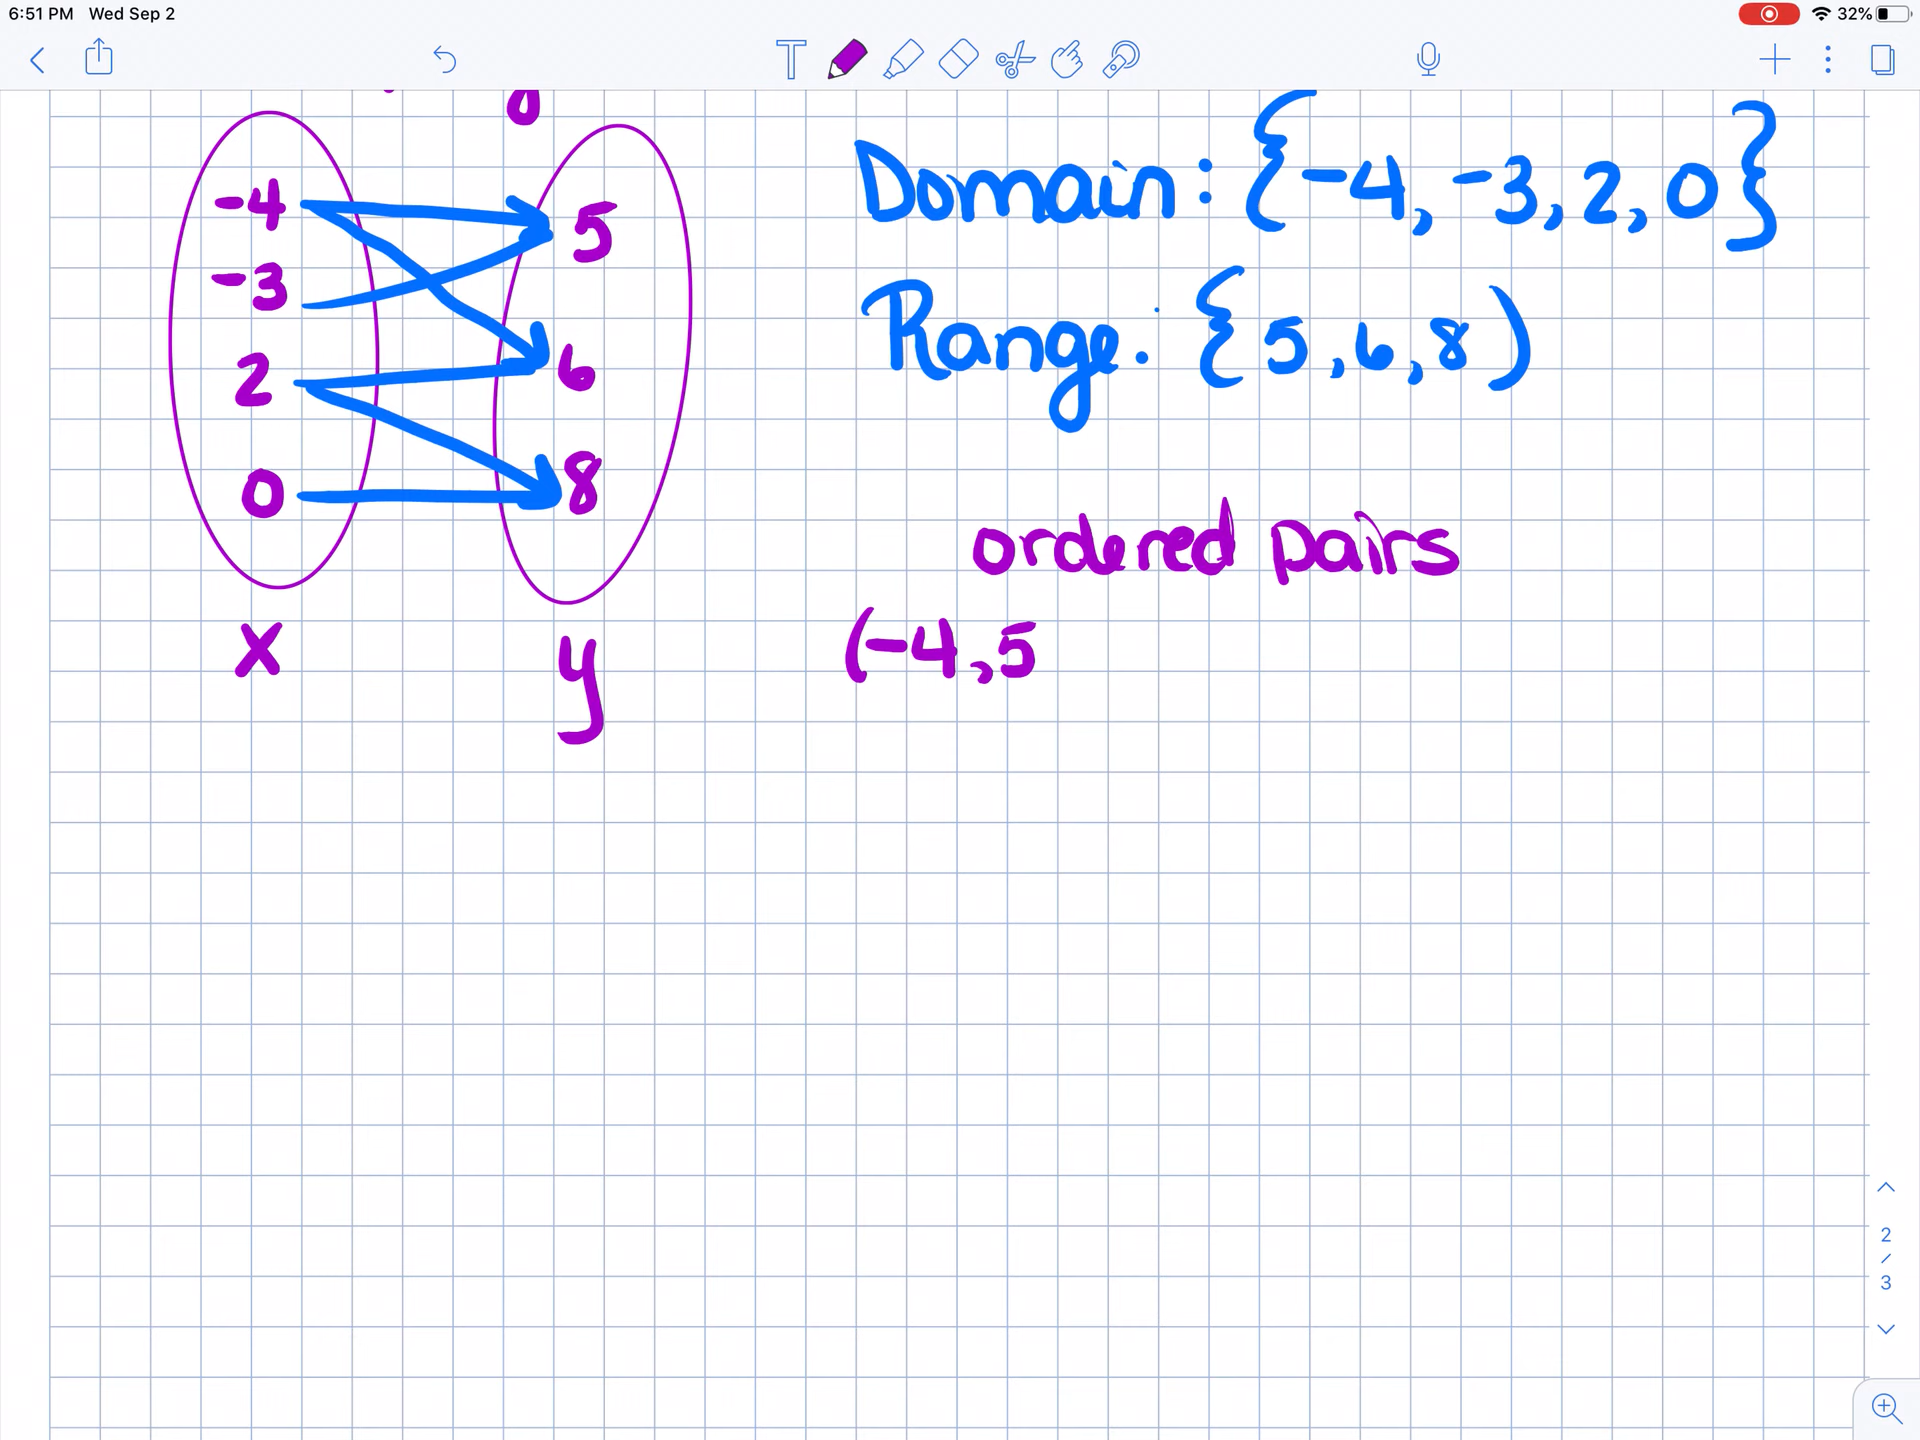 6:51 PM Wed Sep 2
32%
T
Domain: {-4, -3, 2, 0}
-4
5
-3
Range: {5, 6, 8)
2
6
0
8
ordered pairs
x
y
(-4, 5
2
/
3